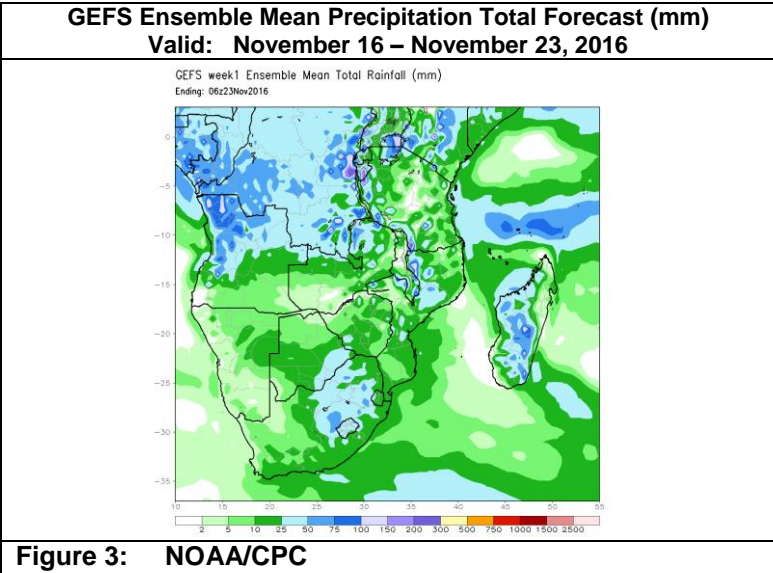 GEFS Ensemble Mean Precipitation Total Forecast (mm)
Valid: November 16 – November 23, 2016
GEFS week1 Ensemble Mean Total Rainfall (mm)
Ending: 06z23Nov2016
0
-5
-10
-15
-20
-25
-30
-35
10 15 20 25 30 35 40 45 50 55
2 5 10 25 50 75 100 150 200 300 500 750 1000 1500 2500
Figure 3: NOAA/CPC